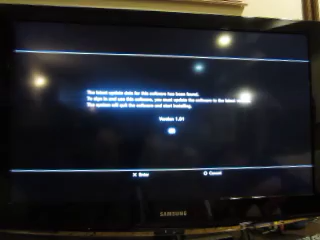 The latest update data for this software has been found.
To sign in and use this software, you must update the software to the latest
The system will quit the software and start installing.
Version 1.01
OK
X Enter
O Cancel
SAMSUNG